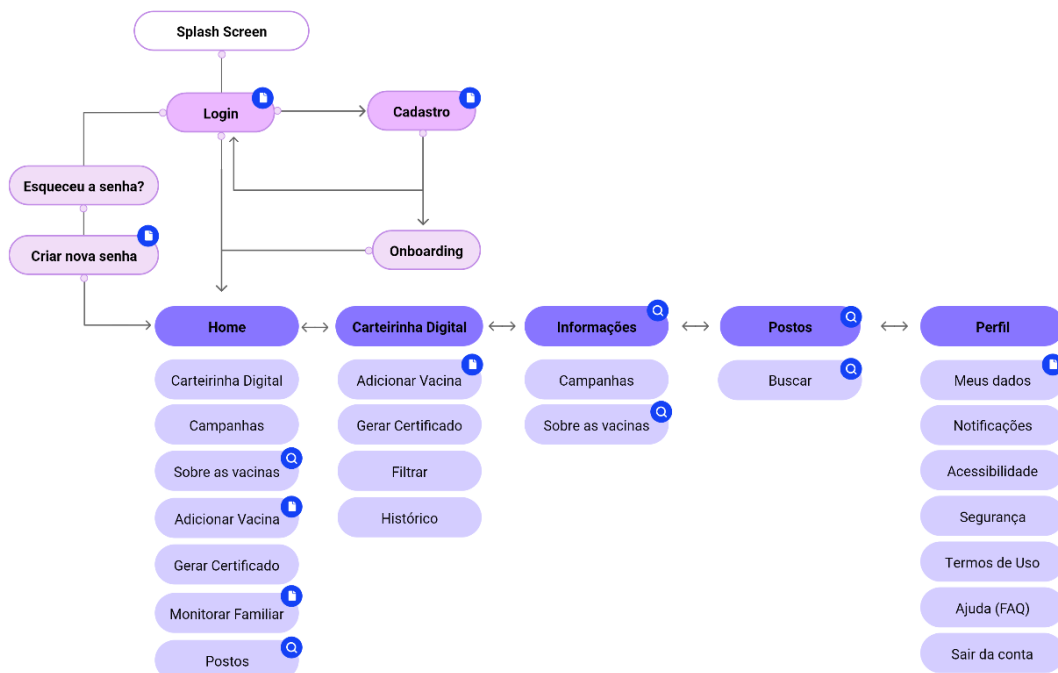 Splash Screen
Login
Cadastro
Esqueceu a senha?
Criar nova senha
Onboarding
Home
Carteirinha Digital
Informações
Postos
Perfil
Carteirinha Digital
Campanhas
Sobre as vacinas
Adicionar Vacina
Gerar Certificado
Monitorar Familiar
Postos
Adicionar Vacina
Gerar Certificado
Filtrar
Histórico
Campanhas
Sobre as vacinas
Buscar
Meus dados
Notificações
Acessibilidade
Segurança
Termos de Uso
Ajuda (FAQ)
Sair da conta